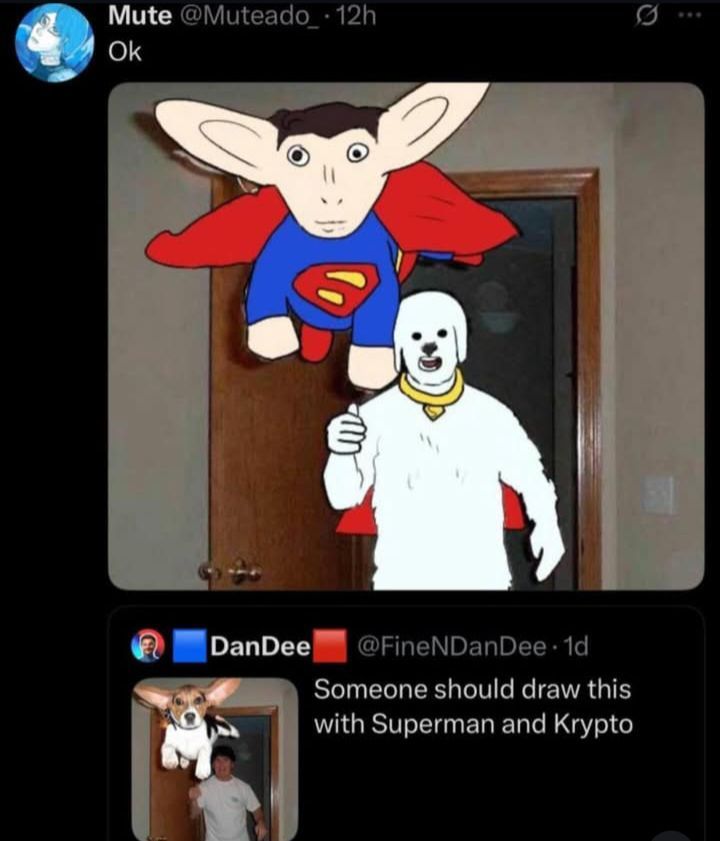 Mute @Muteado_ · 12h
Ok
DanDee @FineNDanDee · 1d
Someone should draw this
with Superman and Krypto